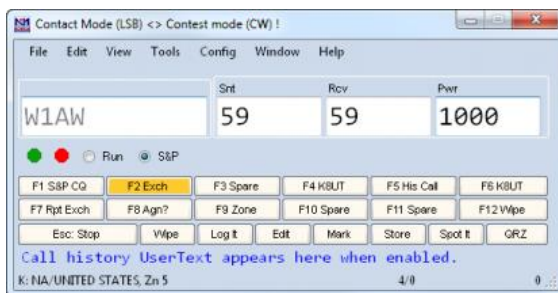 N1 Contact Mode (LSB) <> Contest mode (CW) !
File Edit View Tools Config Window Help
Snt Rcv Pwr
W1AW 59 59 1000
Run S&P
F1 S&P CQ F2 Exch F3 Spare F4 K8UT F5 His Call F6 K8UT
F7 Rpt Exch F8 Agn? F9 Zone F10 Spare F11 Spare F12 Wipe
Esc: Stop Wipe Log It Edit Mark Store Spot It QRZ
Call history UserText appears here when enabled.
K: NA/UNITED STATES, Zn 5 4/0 0